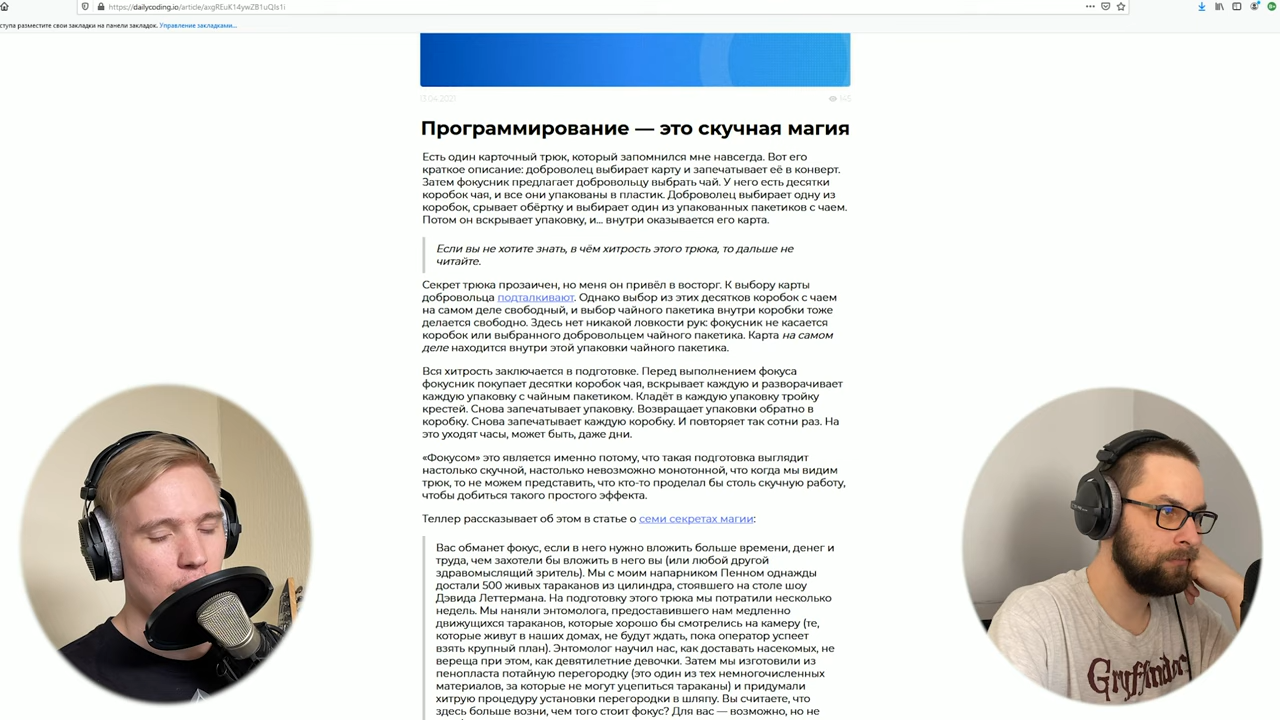 https://dailycoding.io/article/axgREuK14ywZB1uQIs1i
ступа разместите свои закладки на панели закладок. Управление закладками...
13.04.2021
145
Программирование — это скучная магия
Есть один карточный трюк, который запомнился мне навсегда. Вот его
краткое описание: доброволец выбирает карту и запечатывает её в конверт.
Затем фокусник предлагает добровольцу выбрать чай. У него есть десятки
коробок чая, и все они упакованы в пластик. Доброволец выбирает одну из
коробок, срывает обёртку и выбирает один из упакованных пакетиков с чаем.
Потом он вскрывает упаковку, и... внутри оказывается его карта.
Если вы не хотите знать, в чём хитрость этого трюка, то дальше не
читайте.
Секрет трюка прозаичен, но меня он привёл в восторг. К выбору карты
добровольца подталкивают. Однако выбор из этих десятков коробок с чаем
на самом деле свободный, и выбор чайного пакетика внутри коробки тоже
делается свободно. Здесь нет никакой ловкости рук: фокусник не касается
коробок или выбранного добровольцем чайного пакетика. Карта на самом
деле находится внутри этой упаковки чайного пакетика.
Вся хитрость заключается в подготовке. Перед выполнением фокуса
фокусник покупает десятки коробок чая, вскрывает каждую и разворачивает
каждую упаковку с чайным пакетиком. Кладёт в каждую упаковку тройку
крестей. Снова запечатывает упаковку. Возвращает упаковки обратно в
коробку. Снова запечатывает каждую коробку. И повторяет так сотни раз. На
это уходят часы, может быть, даже дни.
«Фокусом» это является именно потому, что такая подготовка выглядит
настолько скучной, настолько невозможно монотонной, что когда мы видим
трюк, то не можем представить, что кто-то проделал бы столь скучную работу,
чтобы добиться такого простого эффекта.
Теллер рассказывает об этом в статье о семи секретах магии:
Вас обманет фокус, если в него нужно вложить больше времени, денег и
труда, чем захотели бы вложить в него вы (или любой другой
здравомыслящий зритель). Мы с моим напарником Пенном однажды
достали 500 живых тараканов из цилиндра, стоявшего на столе шоу
Дэвида Леттермана. На подготовку этого трюка мы потратили несколько
недель. Мы наняли энтомолога, предоставившего нам медленно
движущихся тараканов, которые хорошо бы смотрелись на камеру (те,
которые живут в наших домах, не будут ждать, пока оператор успеет
взять крупный план). Энтомолог научил нас, как доставать насекомых, не
вереща при этом, как девятилетние девочки. Затем мы изготовили из
пенопласта потайную перегородку (это один из тех немногочисленных
материалов, за которые не могут уцепиться тараканы) и придумали
хитрую процедуру установки перегородки в шляпу. Вы считаете, что
здесь больше возни, чем того стоит фокус? Для вас — возможно, но не
Gryffindor